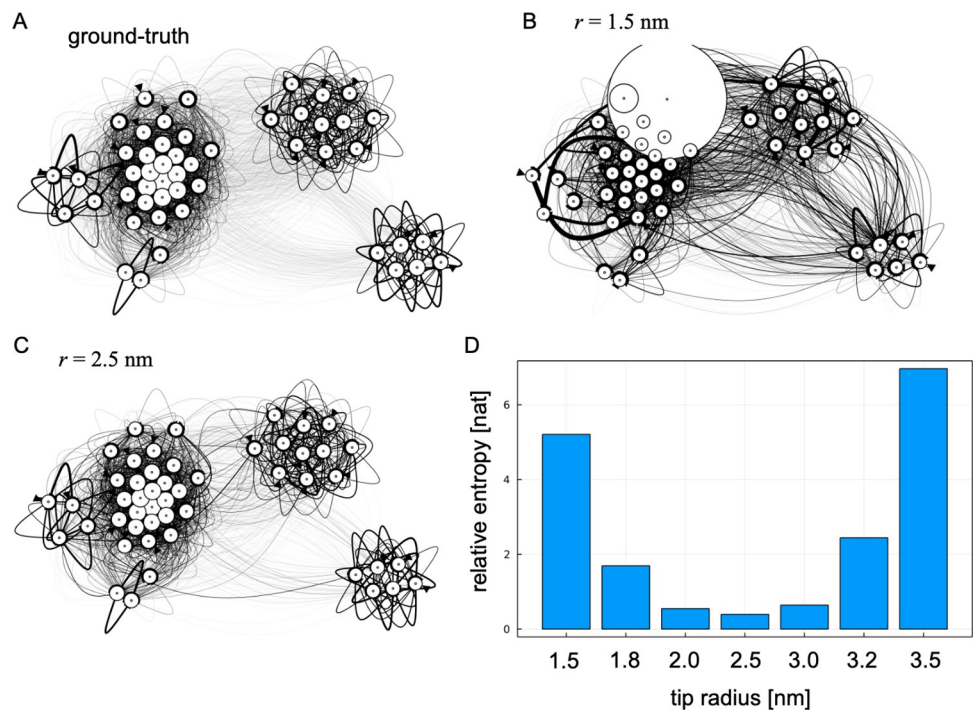 A
ground-truth
B
r = 1.5 nm
C
r = 2.5 nm
D
relative entropy [nat]
6
4
2
0
1.5 1.8 2.0 2.5 3.0 3.2 3.5
tip radius [nm]